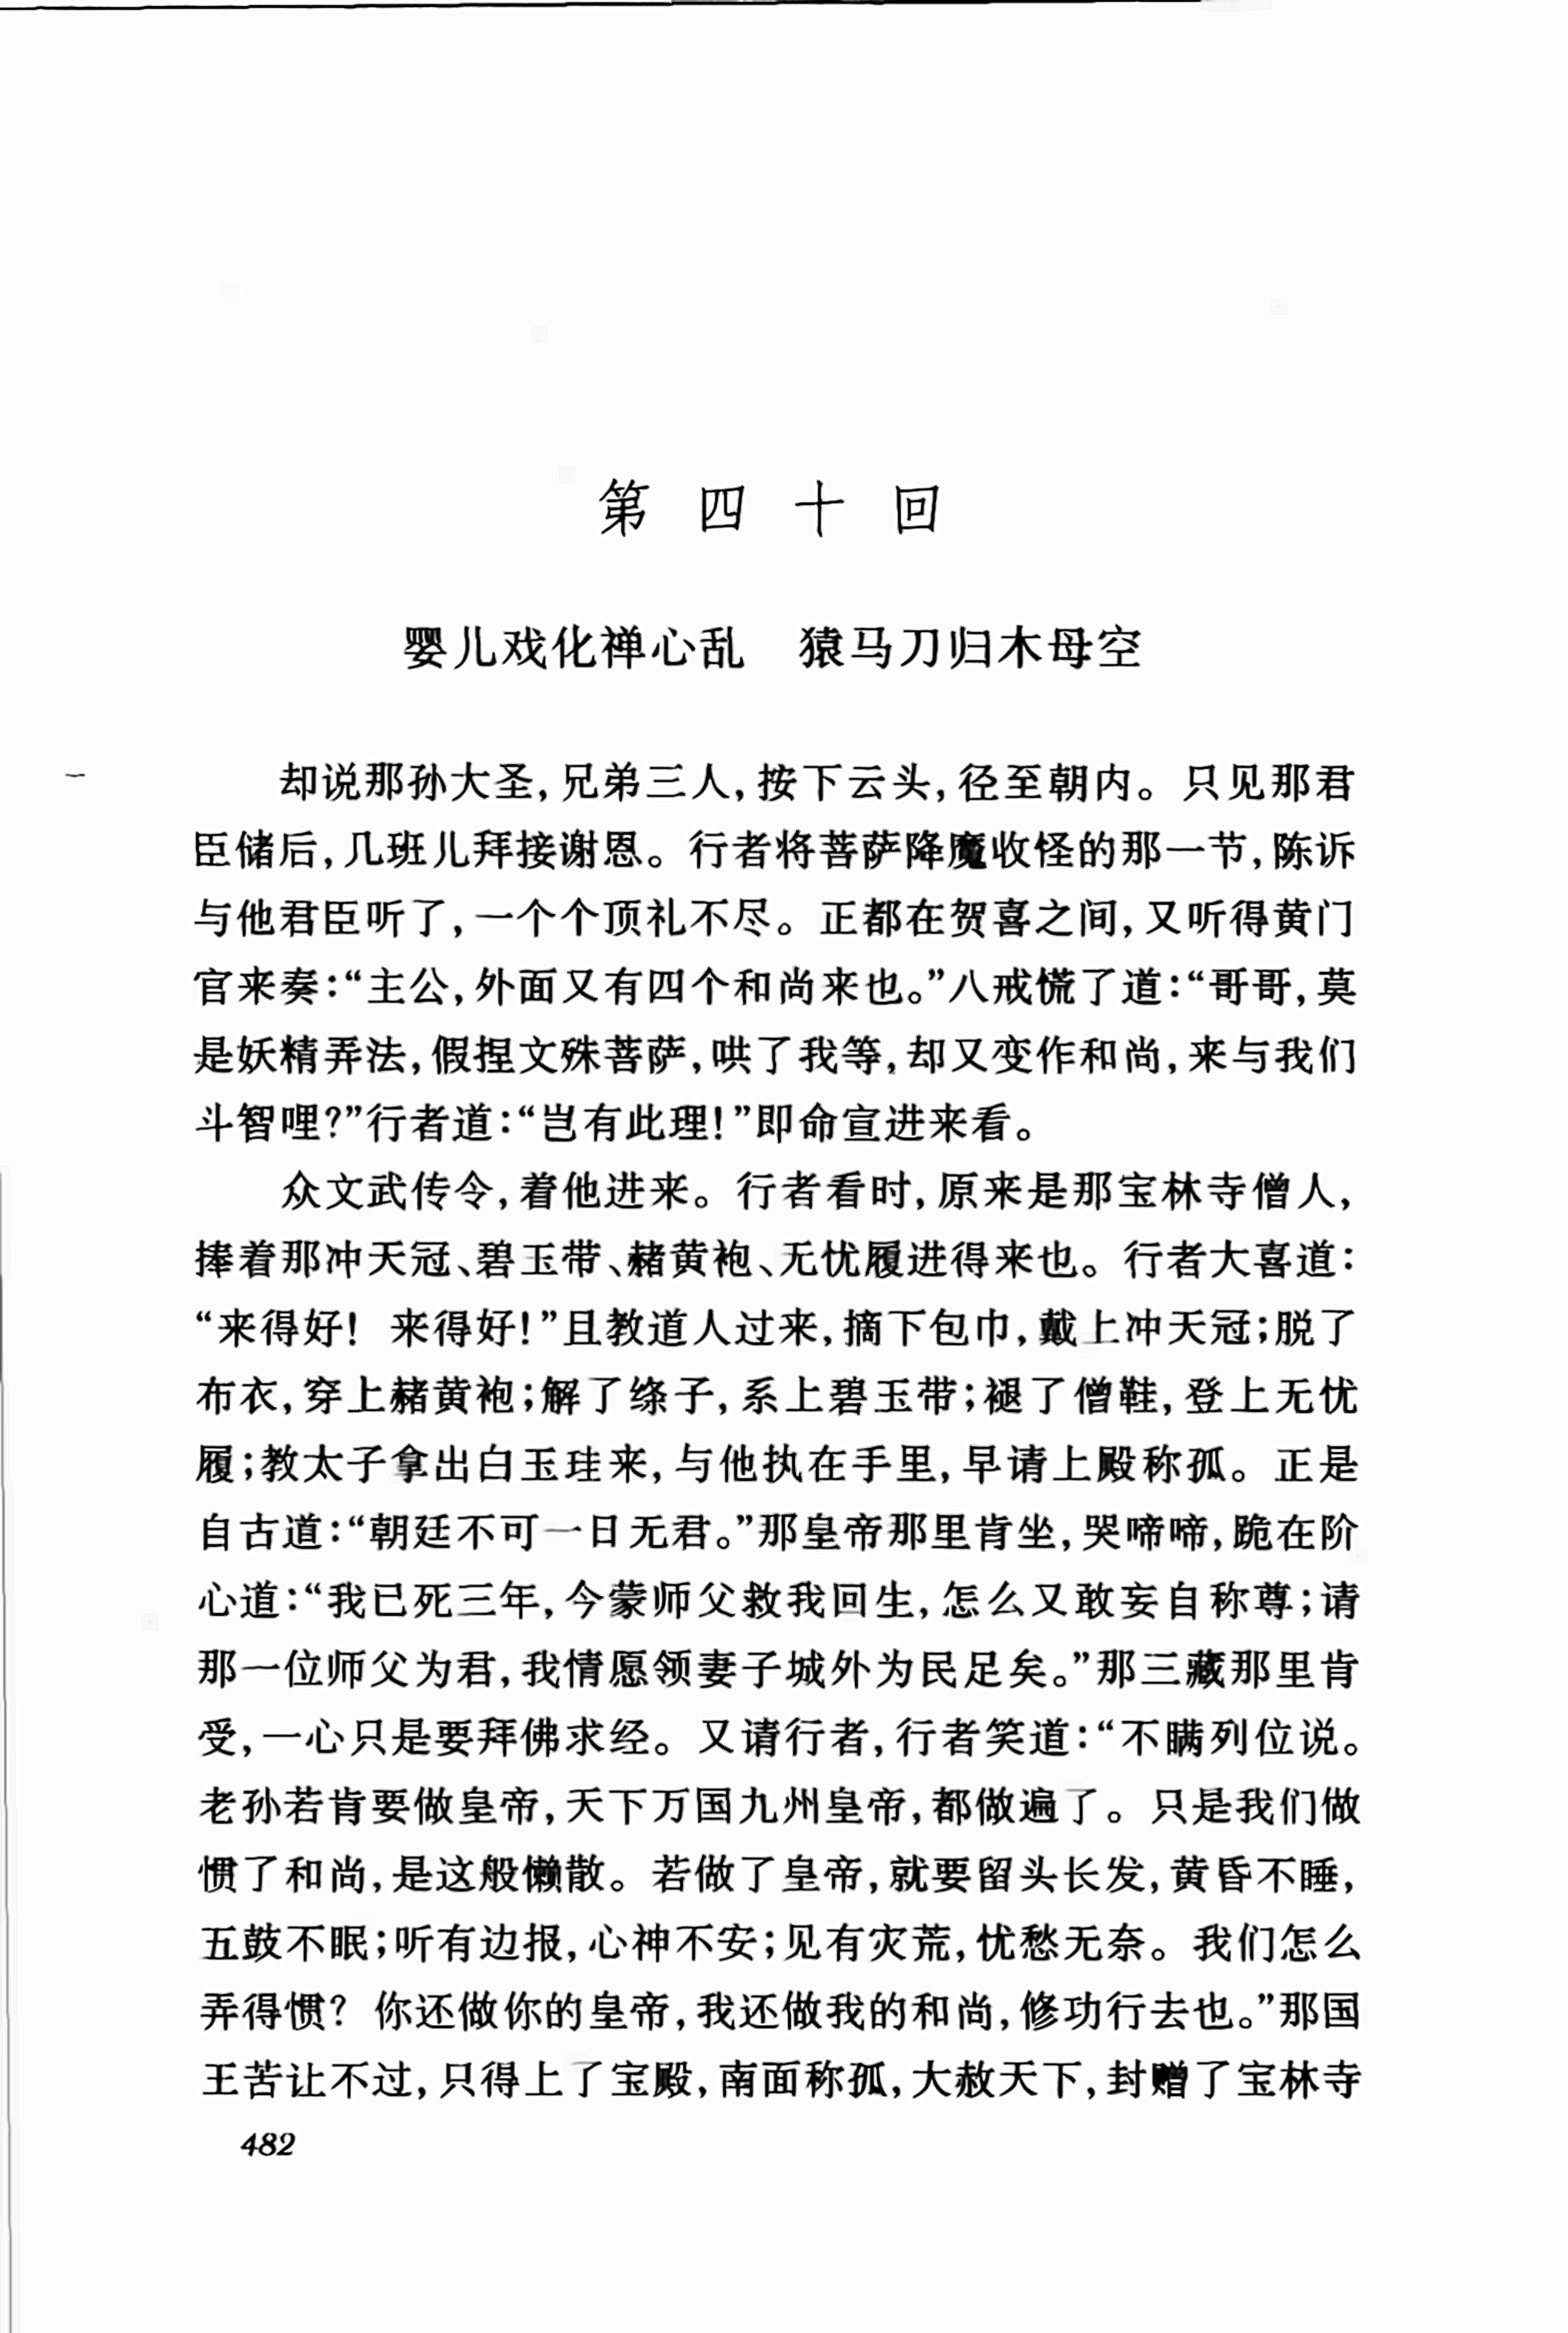 第四十回
婴儿戏化禅心乱　猿马刀归木母空
却说那孙大圣,兄弟三人,按下云头,径至朝内。只见那君
臣储后,几班儿拜接谢恩。行者将菩萨降魔收怪的那一节,陈诉
与他君臣听了,一个个顶礼不尽。正都在贺喜之间,又听得黄门
官来奏:“主公,外面又有四个和尚来也。”八戒慌了道:“哥哥,莫
是妖精弄法,假捏文殊菩萨,哄了我等,却又变作和尚,来与我们
斗智哩?”行者道:“岂有此理!”即命宣进来看。
众文武传令,着他进来。行者看时,原来是那宝林寺僧人,
捧着那冲天冠、碧玉带、赭黄袍、无忧履进得来也。行者大喜道:
“来得好! 来得好!”且教道人过来,摘下包巾,戴上冲天冠;脱了
布衣,穿上赭黄袍;解了绦子,系上碧玉带;褪了僧鞋,登上无忧
履;教太子拿出白玉珪来,与他执在手里,早请上殿称孤。正是
自古道:“朝廷不可一日无君。”那皇帝那里肯坐,哭啼啼,跪在阶
心道:“我已死三年,今蒙师父救我回生,怎么又敢妄自称尊;请
那一位师父为君,我情愿领妻子城外为民足矣。”那三藏那里肯
受,一心只是要拜佛求经。又请行者,行者笑道:“不瞒列位说。
老孙若肯要做皇帝,天下万国九州皇帝,都做遍了。只是我们做
惯了和尚,是这般懒散。若做了皇帝,就要留头长发,黄昏不睡,
五鼓不眠;听有边报,心神不安;见有灾荒,忧愁无奈。我们怎么
弄得惯? 你还做你的皇帝,我还做我的和尚,修功行去也。”那国
王苦让不过,只得上了宝殿,南面称孤,大赦天下,封赠了宝林寺
482